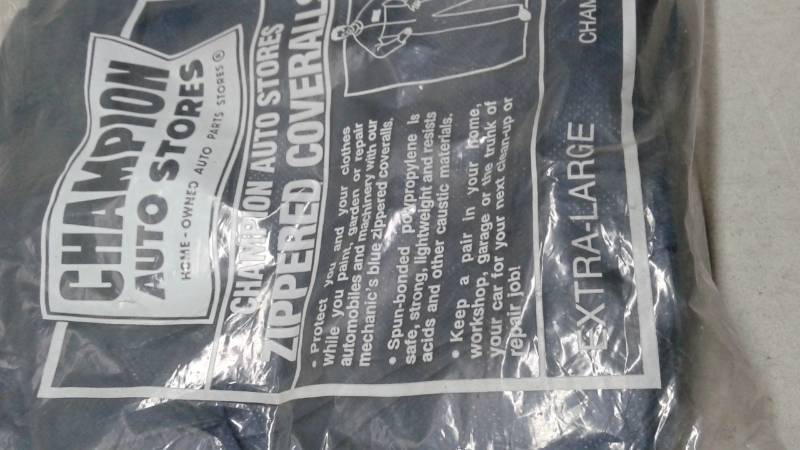 CHAMPION
AUTO STORES
HOME-OWNED AUTO PARTS STORES®
CHAMPION AUTO STORES
ZIPPERED COVERALLS
• Protect you and your clothes
while you paint, garden or repair
automobiles and machinery with our
mechanic's blue zippered coveralls.
• Spun-bonded polypropylene is
safe, strong, lightweight and resists
acids and other caustic materials.
• Keep a pair in your home,
workshop, garage or the trunk of
your car for your next clean-up or
repair job!
EXTRA-LARGE
CHAM